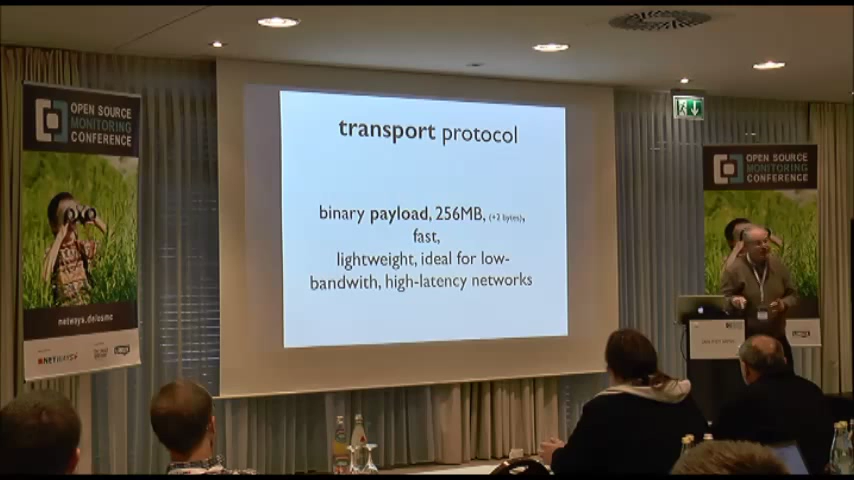 OPEN SOURCE
MONITORING
CONFERENCE
netways.de/osmc
NETWAYS
transport protocol
binary payload, 256MB, (+2 bytes),
fast,
lightweight, ideal for low-
bandwith, high-latency networks
OPEN SOURCE
MONITORING
CONFERENCE